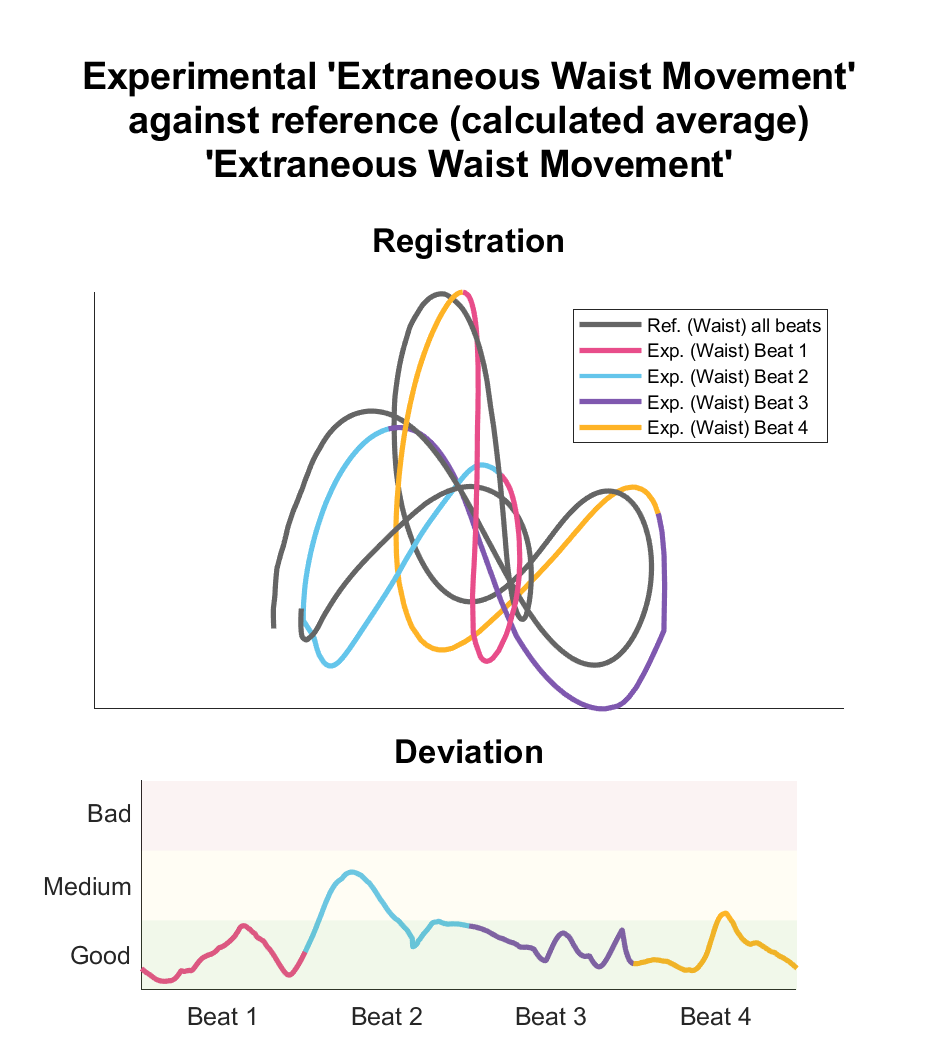 Experimental 'Extraneous Waist Movement'
against reference (calculated average)
'Extraneous Waist Movement'
Registration
Ref. (Waist) all beats
Exp. (Waist) Beat 1
Exp. (Waist) Beat 2
Exp. (Waist) Beat 3
Exp. (Waist) Beat 4
Deviation
Bad
Medium
Good
Beat 1 Beat 2 Beat 3 Beat 4